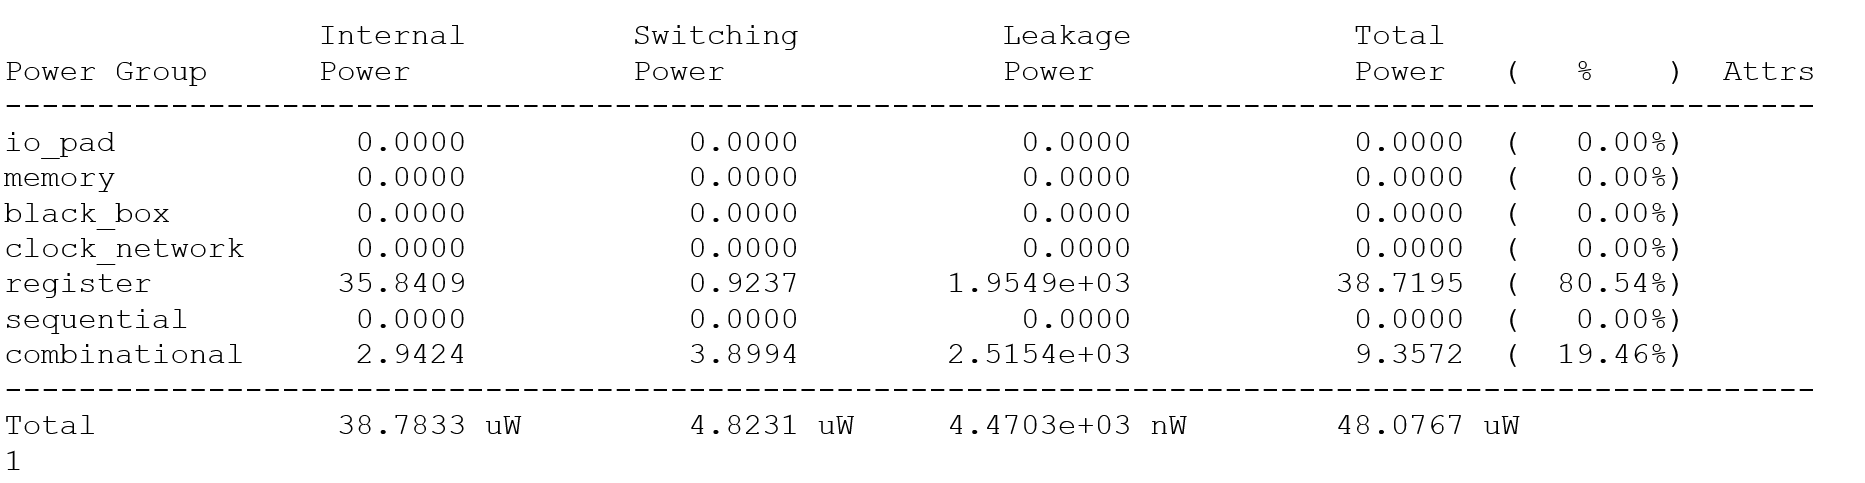 Internal         Switching           Leakage            Total
Power Group      Power            Power               Power              Power   (   %    )  Attrs
--------------------------------------------------------------------------------------------------
io_pad             0.0000            0.0000            0.0000            0.0000  (   0.00%)
memory             0.0000            0.0000            0.0000            0.0000  (   0.00%)
black_box          0.0000            0.0000            0.0000            0.0000  (   0.00%)
clock_network      0.0000            0.0000            0.0000            0.0000  (   0.00%)
register          35.8409            0.9237        1.9549e+03           38.7195  (  80.54%)
sequential         0.0000            0.0000            0.0000            0.0000  (   0.00%)
combinational      2.9424            3.8994        2.5154e+03            9.3572  (  19.46%)
--------------------------------------------------------------------------------------------------
Total             38.7833 uW         4.8231 uW     4.4703e+03 nW        48.0767 uW
1